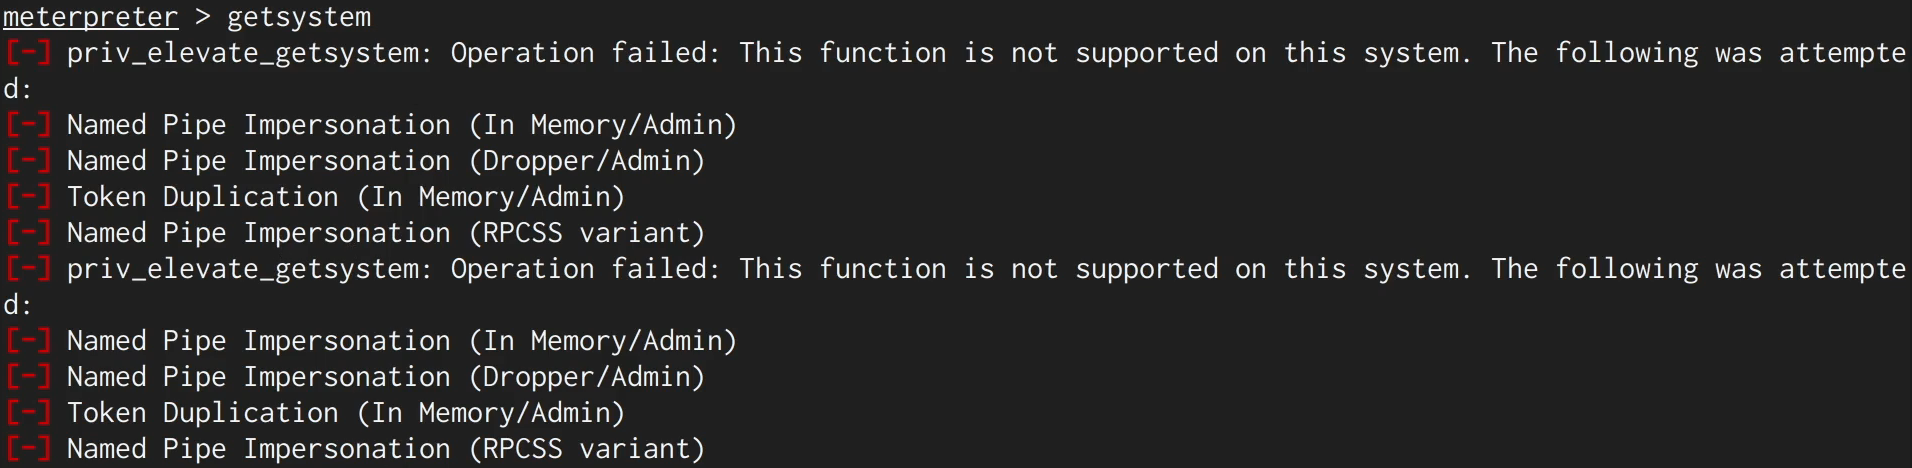 meterpreter > getsystem
[-] priv_elevate_getsystem: Operation failed: This function is not supported on this system. The following was attempte
d:
[-] Named Pipe Impersonation (In Memory/Admin)
[-] Named Pipe Impersonation (Dropper/Admin)
[-] Token Duplication (In Memory/Admin)
[-] Named Pipe Impersonation (RPCSS variant)
[-] priv_elevate_getsystem: Operation failed: This function is not supported on this system. The following was attempte
d:
[-] Named Pipe Impersonation (In Memory/Admin)
[-] Named Pipe Impersonation (Dropper/Admin)
[-] Token Duplication (In Memory/Admin)
[-] Named Pipe Impersonation (RPCSS variant)